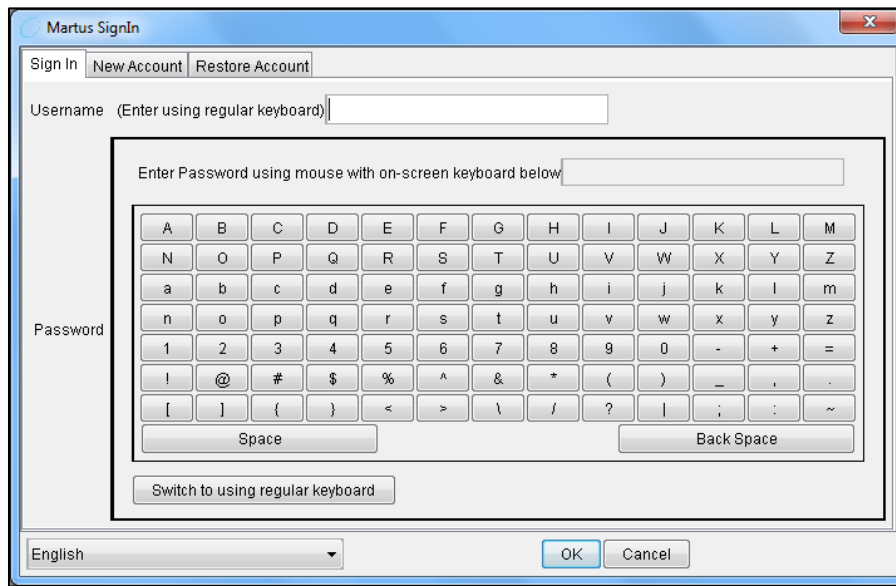 Martus SignIn
Sign In New Account Restore Account
Username (Enter using regular keyboard)
Enter Password using mouse with on-screen keyboard below
A B C D E F G H I J K L M
N O P Q R S T U V W X Y Z
a b c d e f g h i j k l m
Password
n o p q r s t u v w x y z
1 2 3 4 5 6 7 8 9 0 - + =
! @ # $ % ^ & * ( ) _ , .
[ ] { } < > \ / ? | ; : ~
Space Back Space
Switch to using regular keyboard
English OK Cancel